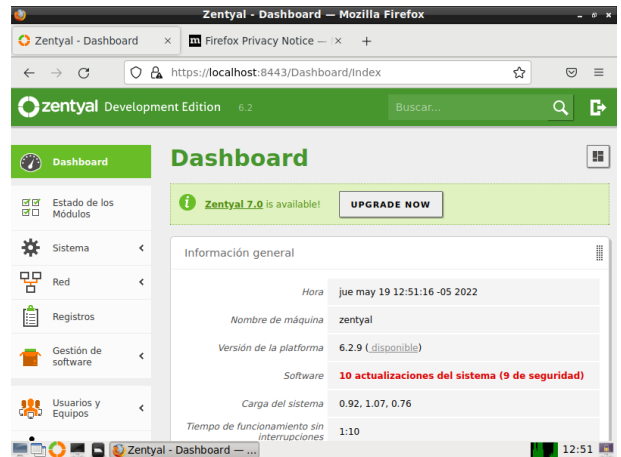 Zentyal - Dashboard — Mozilla Firefox
Zentyal - Dashboard
Firefox Privacy Notice —
https://localhost:8443/Dashboard/Index
zentyal Development Edition 6.2
Buscar...
Dashboard
Estado de los
Módulos
Sistema
Red
Registros
Gestión de
software
Usuarios y
Equipos
Dashboard
Zentyal 7.0 is available!
UPGRADE NOW
Información general
Hora jue may 19 12:51:16 -05 2022
Nombre de máquina zentyal
Versión de la plataforma 6.2.9 ( disponible)
Software 10 actualizaciones del sistema (9 de seguridad)
Carga del sistema 0.92, 1.07, 0.76
Tiempo de funcionamiento sin
interrupciones 1:10
Zentyal - Dashboard — ...
12:51